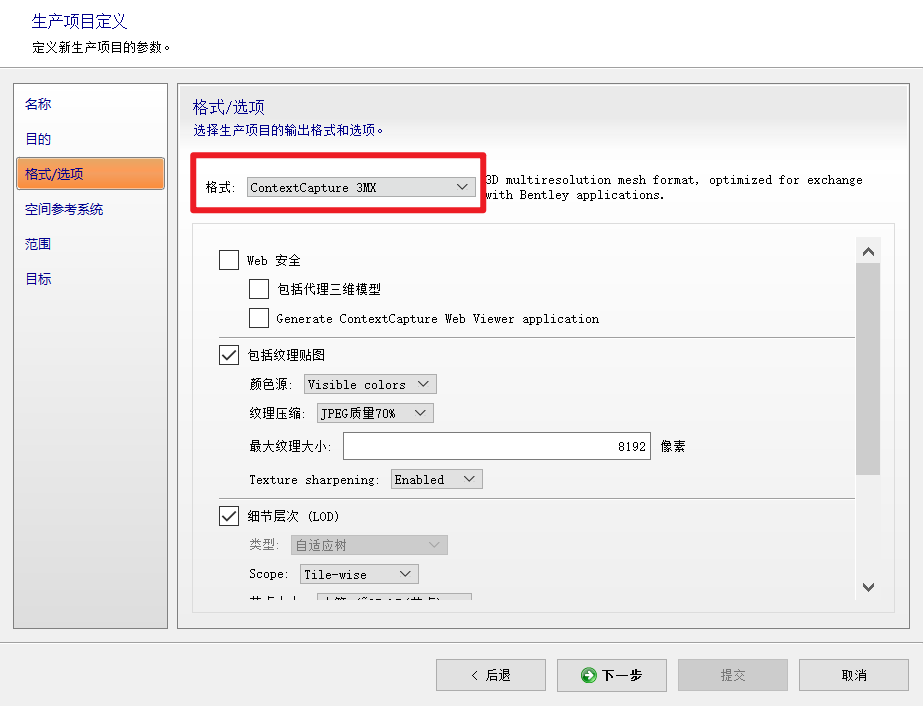 生产项目定义
定义新生产项目的参数。
名称
目的
格式/选项
空间参考系统
范围
目标
格式/选项
选择生产项目的输出格式和选项。
格式: ContextCapture 3MX
3D multiresolution mesh format, optimized for exchange
with Bentley applications.
Web 安全
包括代理三维模型
Generate ContextCapture Web Viewer application
包括纹理贴图
颜色源: Visible colors
纹理压缩: JPEG质量70%
最大纹理大小: 8192 像素
Texture sharpening: Enabled
细节层次 (LOD)
类型: 自适应树
Scope: Tile-wise
< 后退
下一步
提交
取消